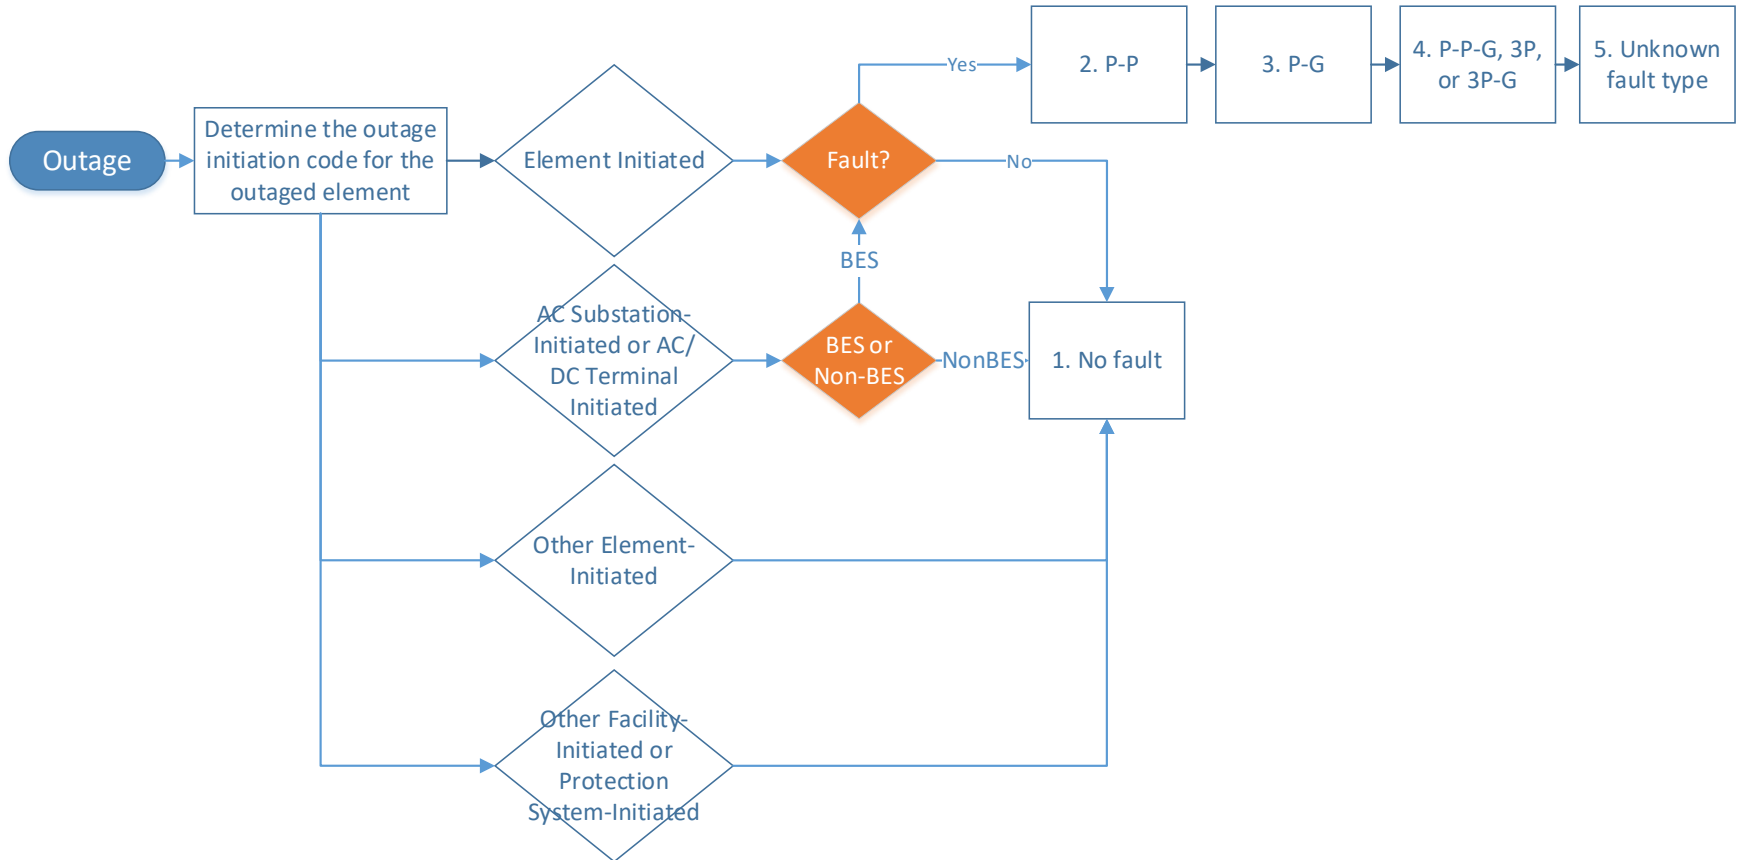 Outage
Determine the outage
initiation code for the
outaged element
Element Initiated
Fault?
Yes
2. P-P
3. P-G
4. P-P-G, 3P,
or 3P-G
5. Unknown
fault type
No
BES
AC Substation-
Initiated or AC/
DC Terminal
Initiated
BES or
Non-BES
NonBES
1. No fault
Other Element-
Initiated
Other Facility-
Initiated or
Protection
System-Initiated